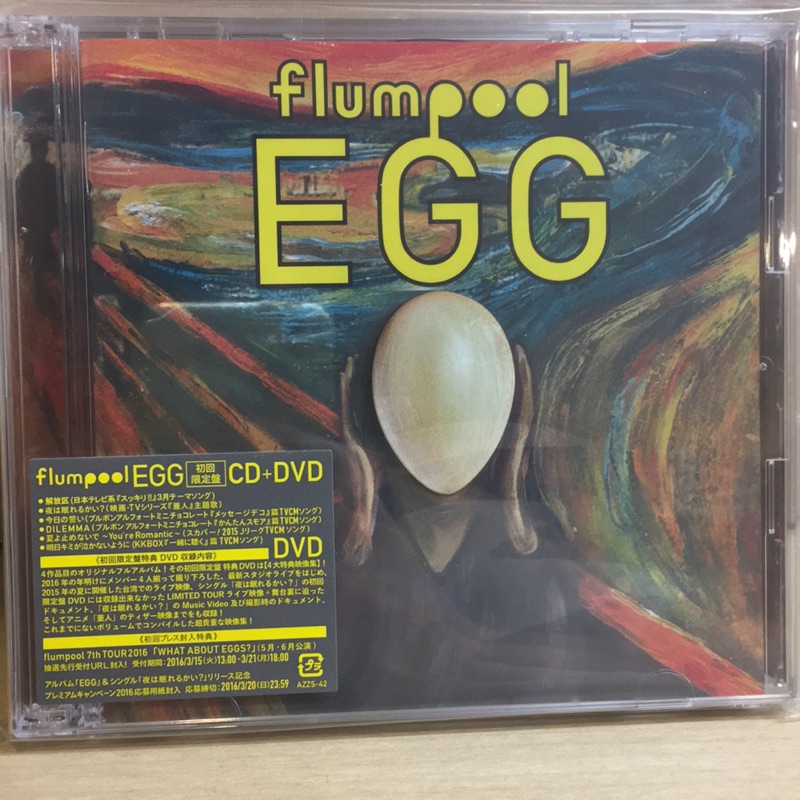 flumpool
EGG
flumpool EGG 初回限定盤 CD+DVD
● 解放区(日本テレビ系『スッキリ!!』3月テーマソング)
● 夜は眠れるかい?(映画・TVシリーズ『亜人』主題歌)
● 今日の誓い(ブルボンアルフォートミニチョコレート『メッセージデコ』篇TVCMソング)
● DILEMMA(ブルボンアルフォートミニチョコレート『かんたんスモア』篇TVCMソング)
● 夏よ止めないで ~You're Romantic~(スカパー!2015JリーグTVCMソング)
● 明日キミが泣かないように(KKBOX『一緒に聴く』篇TVCMソング)
《初回限定盤特典 DVD 収録内容》 DVD
4作品目のオリジナルフルアルバム!その初回限定盤 特典DVDは【4大特典映像集】!
2016年の年明けにメンバー4人揃って撮り下ろした、最新スタジオライブをはじめ、
2015年の夏に開催した台湾でのライブ映像、シングル「夜は眠れるかい?」の初回
限定盤DVDには収録出来なかったLIMITED TOUR ライブ映像+舞台裏に迫った
ドキュメント、「夜は眠れるかい?」のMusic Video 及び撮影時のドキュメント、
そしてアニメ「亜人」のティザー映像までをも収録!
これまでにないボリュームでコンパイルした超貴重な映像集!
《初回プレス封入特典》
flumpool 7th TOUR2016「WHAT ABOUT EGGS?」(5月・6月公演)
抽選先行受付URL封入! 受付期間:2016/3/15(火)13:00-3/21(月)18:00
アルバム「EGG」&シングル「夜は眠れるかい?」リリース記念
プレミアムキャンペーン2016応募用紙封入 応募締切:2016/3/20(日)23:59
プラ
AZZS-42